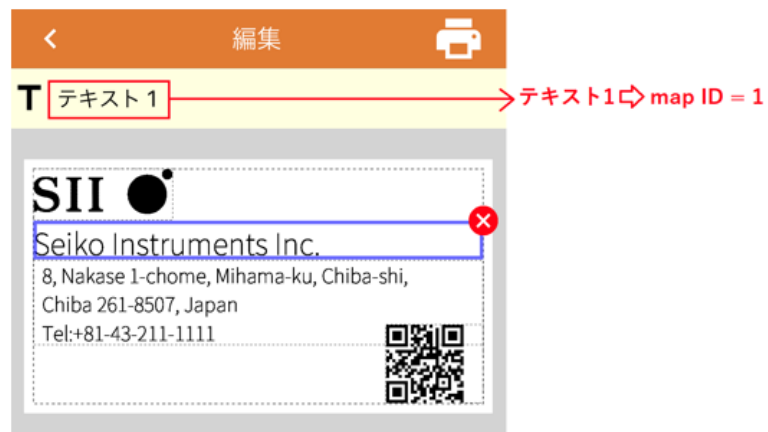 編集
T テキスト 1
テキスト1 ⇨ map ID = 1
SII
Seiko Instruments Inc.
8, Nakase 1-chome, Mihama-ku, Chiba-shi,
Chiba 261-8507, Japan
Tel:+81-43-211-1111